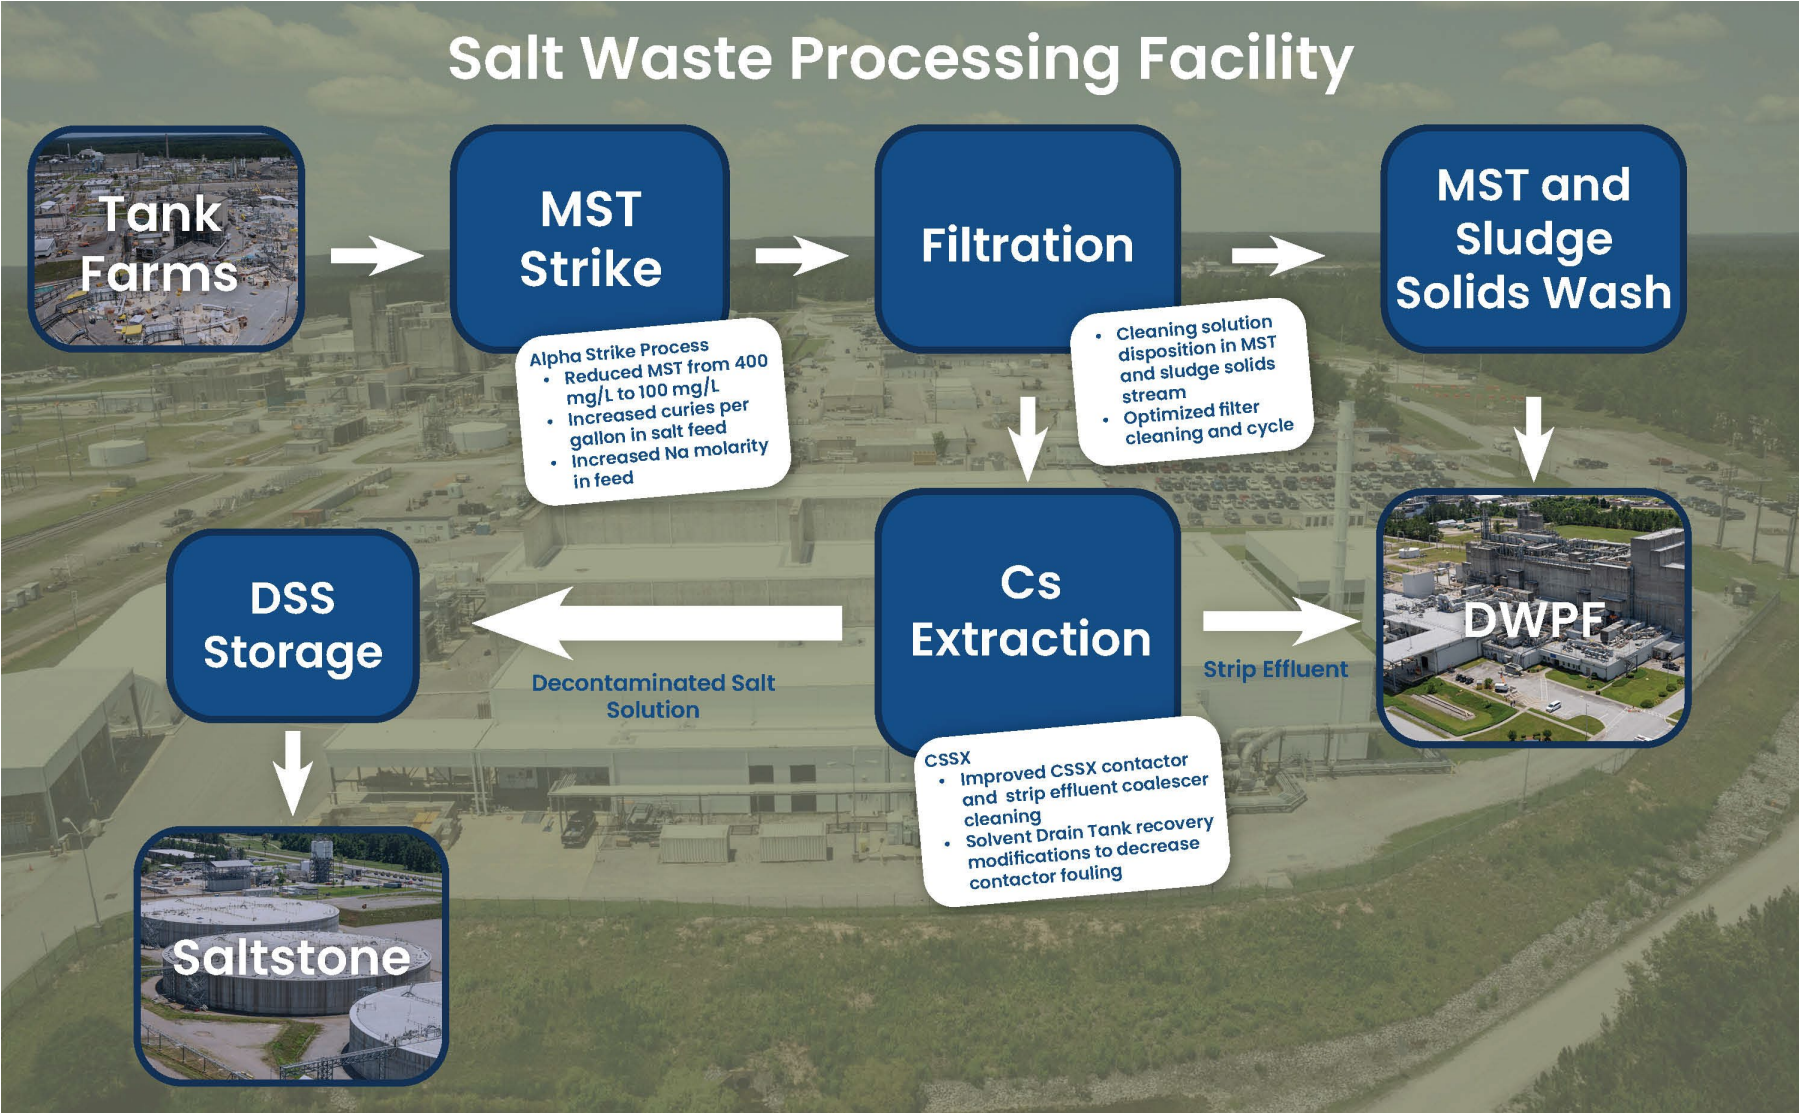 Salt Waste Processing Facility
Tank
Farms
MST
Strike
Filtration
MST and
Sludge
Solids Wash
Alpha Strike Process
• Reduced MST from 400
mg/L to 100 mg/L
• Increased curies per
gallon in salt feed
• Increased Na molarity
in feed
• Cleaning solution
disposition in MST
and sludge solids
stream
• Optimized filter
cleaning and cycle
DSS
Storage
Decontaminated Salt
Solution
Cs
Extraction
Strip Effluent
DWPF
CSSX
• Improved CSSX contactor
and strip effluent coalescer
cleaning
• Solvent Drain Tank recovery
modifications to decrease
contactor fouling
Saltstone